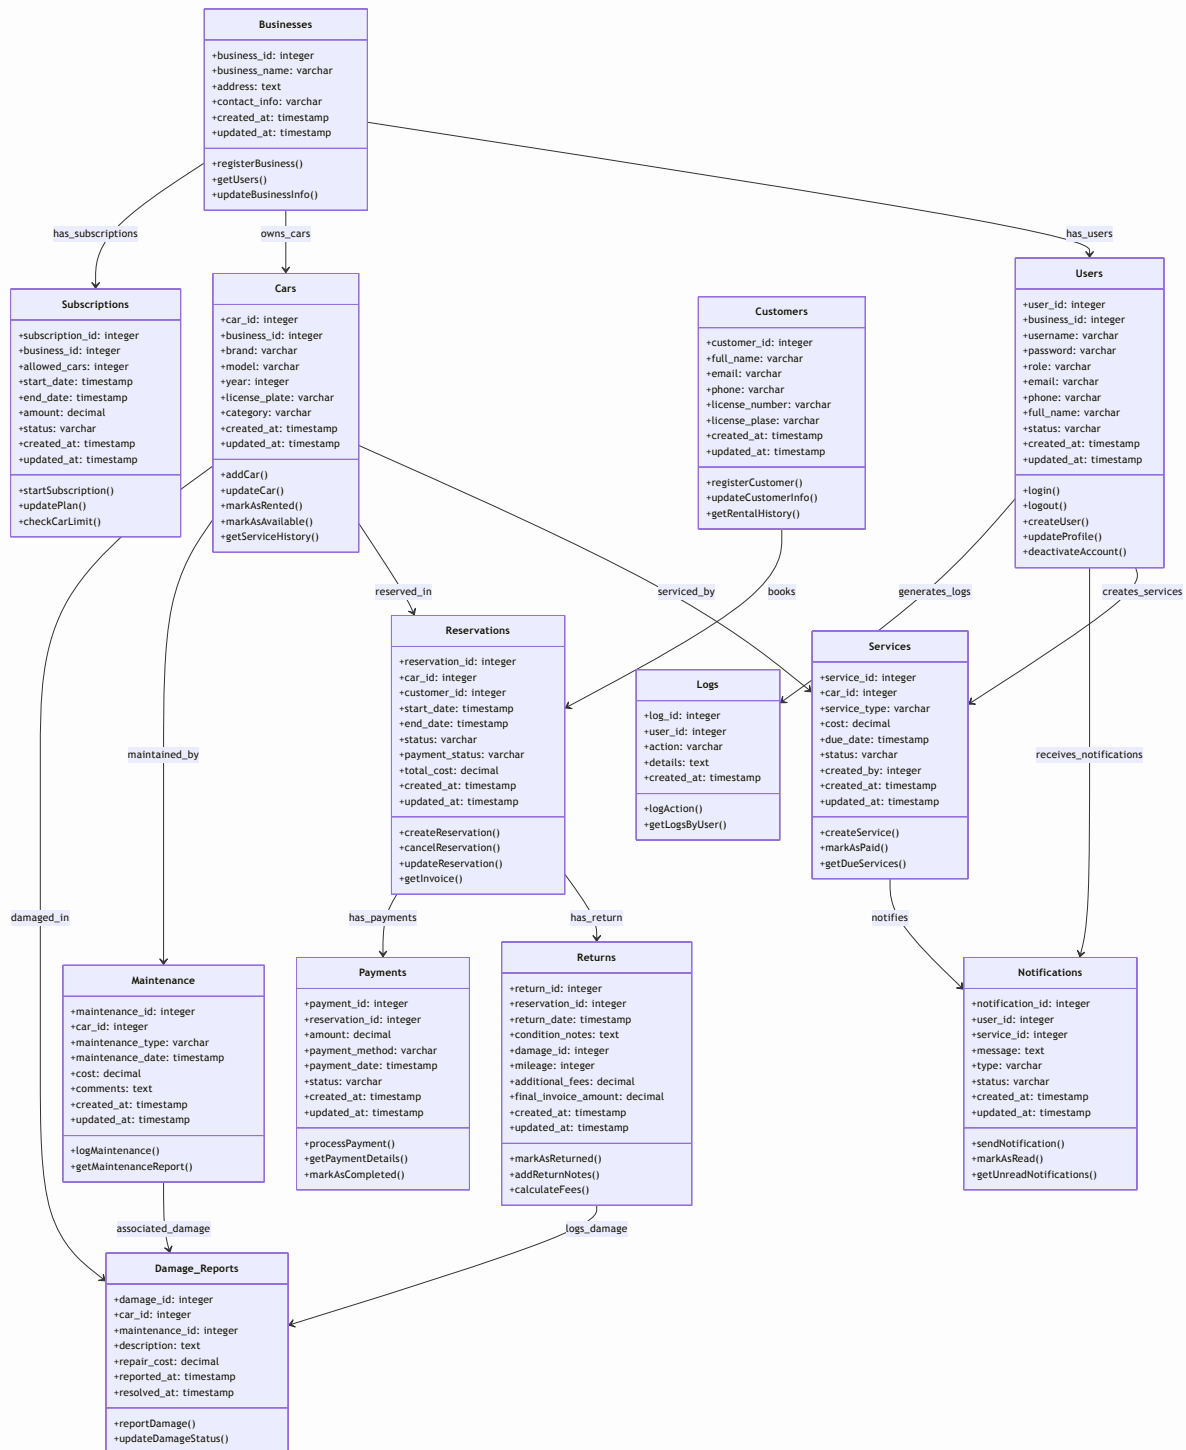 Businesses
+business_id: integer
+business_name: varchar
+address: text
+contact_info: varchar
+created_at: timestamp
+updated_at: timestamp
+registerBusiness()
+getUsers()
+updateBusinessInfo()
has_subscriptions
owns_cars
has_users
Subscriptions
+subscription_id: integer
+business_id: integer
+allowed_cars: integer
+start_date: timestamp
+end_date: timestamp
+amount: decimal
+status: varchar
+created_at: timestamp
+updated_at: timestamp
+startSubscription()
+updatePlan()
+checkCarLimit()
Cars
+car_id: integer
+business_id: integer
+brand: varchar
+model: varchar
+year: integer
+license_plate: varchar
+category: varchar
+created_at: timestamp
+updated_at: timestamp
+addCar()
+updateCar()
+markAsRented()
+markAsAvailable()
+getServiceHistory()
Customers
+customer_id: integer
+full_name: varchar
+email: varchar
+phone: varchar
+license_number: varchar
+license_plase: varchar
+created_at: timestamp
+updated_at: timestamp
+registerCustomer()
+updateCustomerInfo()
+getRentalHistory()
Users
+user_id: integer
+business_id: integer
+username: varchar
+password: varchar
+role: varchar
+email: varchar
+phone: varchar
+full_name: varchar
+status: varchar
+created_at: timestamp
+updated_at: timestamp
+login()
+logout()
+createUser()
+updateProfile()
+deactivateAccount()
reserved_in
serviced_by
books
generates_logs
creates_services
Reservations
+reservation_id: integer
+car_id: integer
+customer_id: integer
+start_date: timestamp
+end_date: timestamp
+status: varchar
+payment_status: varchar
+total_cost: decimal
+created_at: timestamp
+updated_at: timestamp
+createReservation()
+cancelReservation()
+updateReservation()
+getInvoice()
Logs
+log_id: integer
+user_id: integer
+action: varchar
+details: text
+created_at: timestamp
+logAction()
+getLogsByUser()
Services
+service_id: integer
+car_id: integer
+service_type: varchar
+cost: decimal
+due_date: timestamp
+status: varchar
+created_by: integer
+created_at: timestamp
+updated_at: timestamp
+createService()
+markAsPaid()
+getDueServices()
maintained_by
receives_notifications
damaged_in
has_payments
has_return
notifies
Maintenance
+maintenance_id: integer
+car_id: integer
+maintenance_type: varchar
+maintenance_date: timestamp
+cost: decimal
+comments: text
+created_at: timestamp
+updated_at: timestamp
+logMaintenance()
+getMaintenanceReport()
Payments
+payment_id: integer
+reservation_id: integer
+amount: decimal
+payment_method: varchar
+payment_date: timestamp
+status: varchar
+created_at: timestamp
+updated_at: timestamp
+processPayment()
+getPaymentDetails()
+markAsCompleted()
Returns
+return_id: integer
+reservation_id: integer
+return_date: timestamp
+condition_notes: text
+damage_id: integer
+mileage: integer
+additional_fees: decimal
+final_invoice_amount: decimal
+created_at: timestamp
+updated_at: timestamp
+markAsReturned()
+addReturnNotes()
+calculateFees()
Notifications
+notification_id: integer
+user_id: integer
+service_id: integer
+message: text
+type: varchar
+status: varchar
+created_at: timestamp
+updated_at: timestamp
+sendNotification()
+markAsRead()
+getUnreadNotifications()
associated_damage
logs_damage
Damage_Reports
+damage_id: integer
+car_id: integer
+maintenance_id: integer
+description: text
+repair_cost: decimal
+reported_at: timestamp
+resolved_at: timestamp
+reportDamage()
+updateDamageStatus()